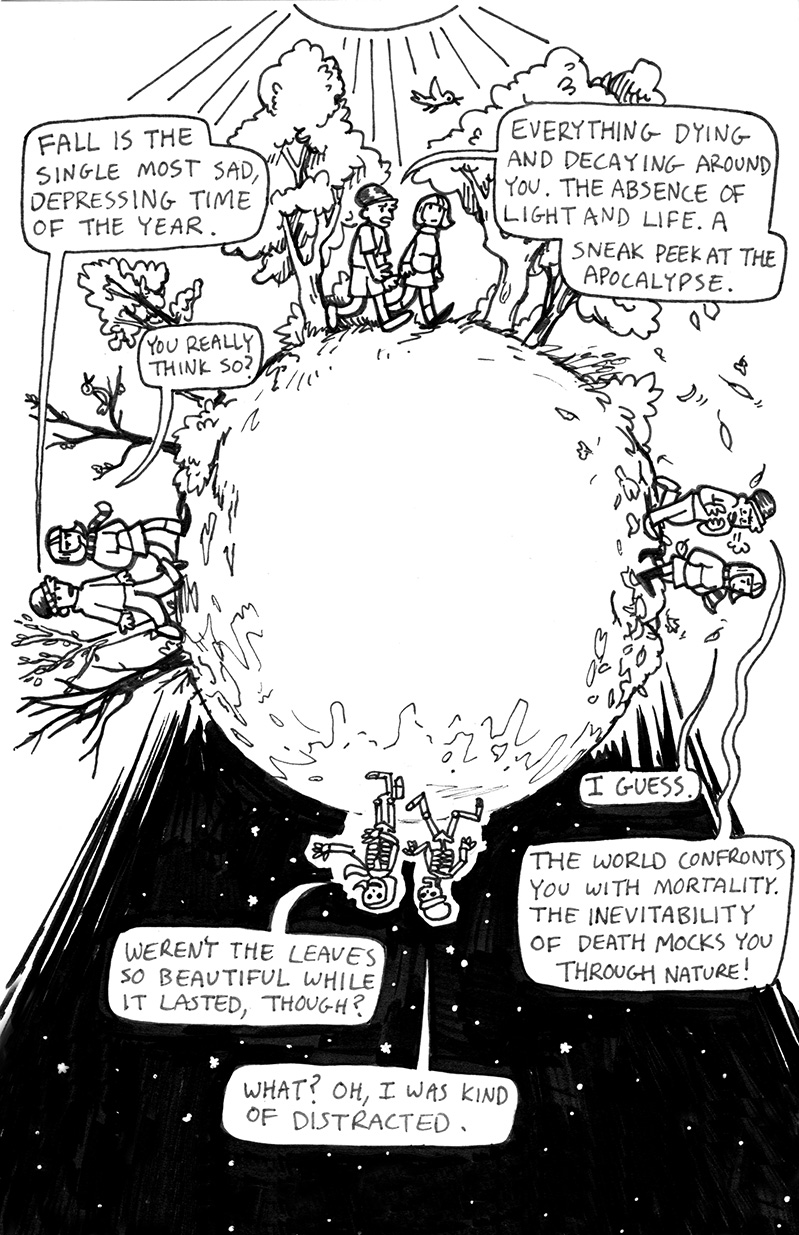 FALL IS THE
SINGLE MOST SAD,
DEPRESSING TIME
OF THE YEAR.
YOU REALLY
THINK SO?
EVERYTHING DYING
AND DECAYING AROUND
YOU. THE ABSENCE OF
LIGHT AND LIFE. A
SNEAK PEEK AT THE
APOCALYPSE.
I GUESS.
THE WORLD CONFRONTS
YOU WITH MORTALITY.
THE INEVITABILITY
OF DEATH MOCKS YOU
THROUGH NATURE!
WEREN'T THE LEAVES
SO BEAUTIFUL WHILE
IT LASTED, THOUGH?
WHAT? OH, I WAS KIND
OF DISTRACTED.